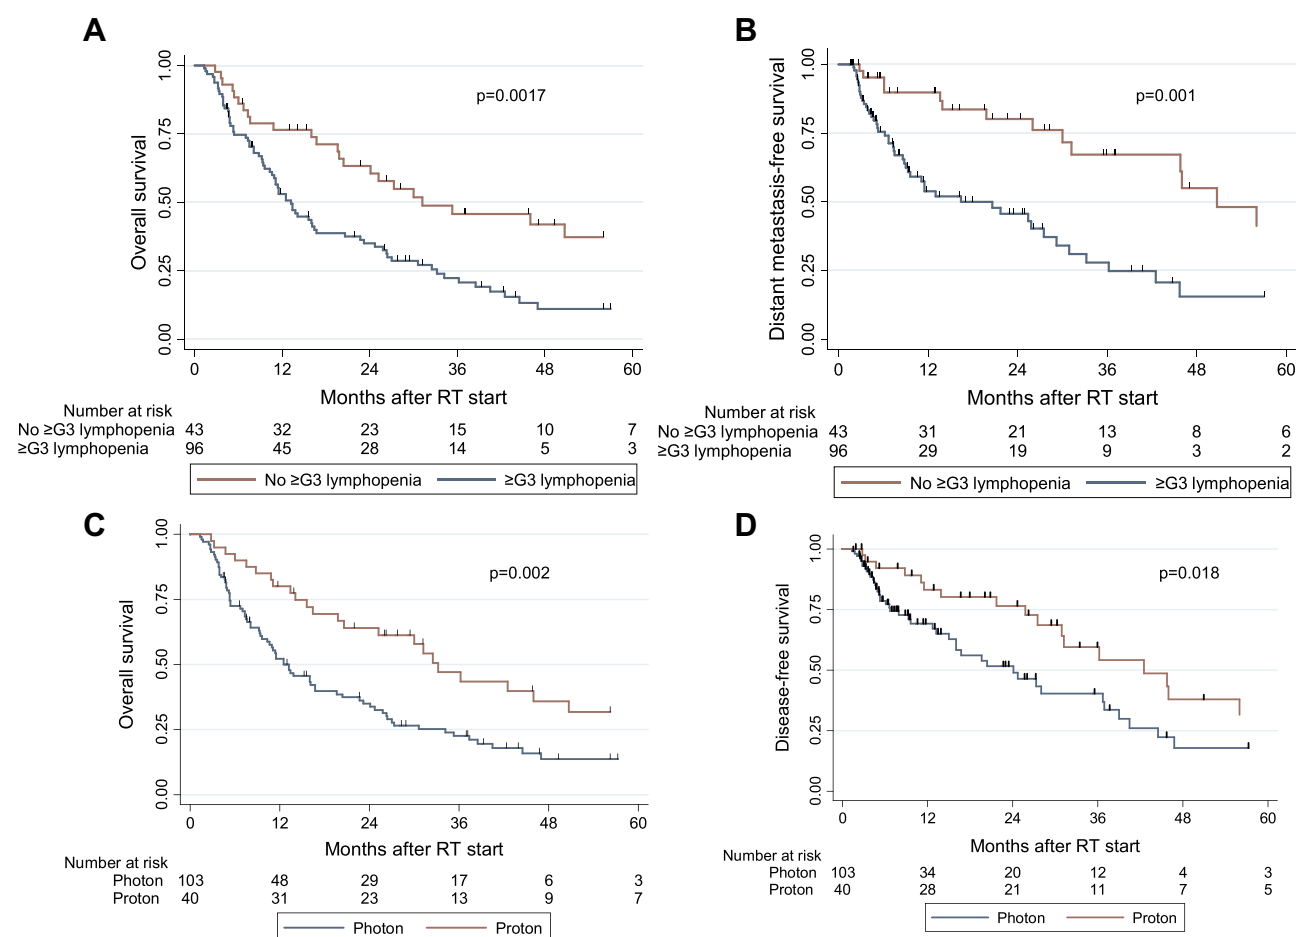 A
1.00
0.75
0.50
0.25
0.00
Overall survival
p=0.0017
0 12 24 36 48 60
Months after RT start
Number at risk
No ≥G3 lymphopenia 43 32 23 15 10 7
≥G3 lymphopenia 96 45 28 14 5 3
No ≥G3 lymphopenia ≥G3 lymphopenia
B
1.00
0.75
0.50
0.25
0.00
Distant metastasis-free survival
p=0.001
0 12 24 36 48 60
Months after RT start
Number at risk
No ≥G3 lymphopenia 43 31 21 13 8 6
≥G3 lymphopenia 96 29 19 9 3 2
No ≥G3 lymphopenia ≥G3 lymphopenia
C
1.00
0.75
0.50
0.25
0.00
Overall survival
p=0.002
0 12 24 36 48 60
Months after RT start
Number at risk
Photon 103 48 29 17 6 3
Proton 40 31 23 13 9 7
Photon Proton
D
1.00
0.75
0.50
0.25
0.00
Disease-free survival
p=0.018
0 12 24 36 48 60
Months after RT start
Number at risk
Photon 103 34 20 12 4 3
Proton 40 28 21 11 7 5
Photon Proton